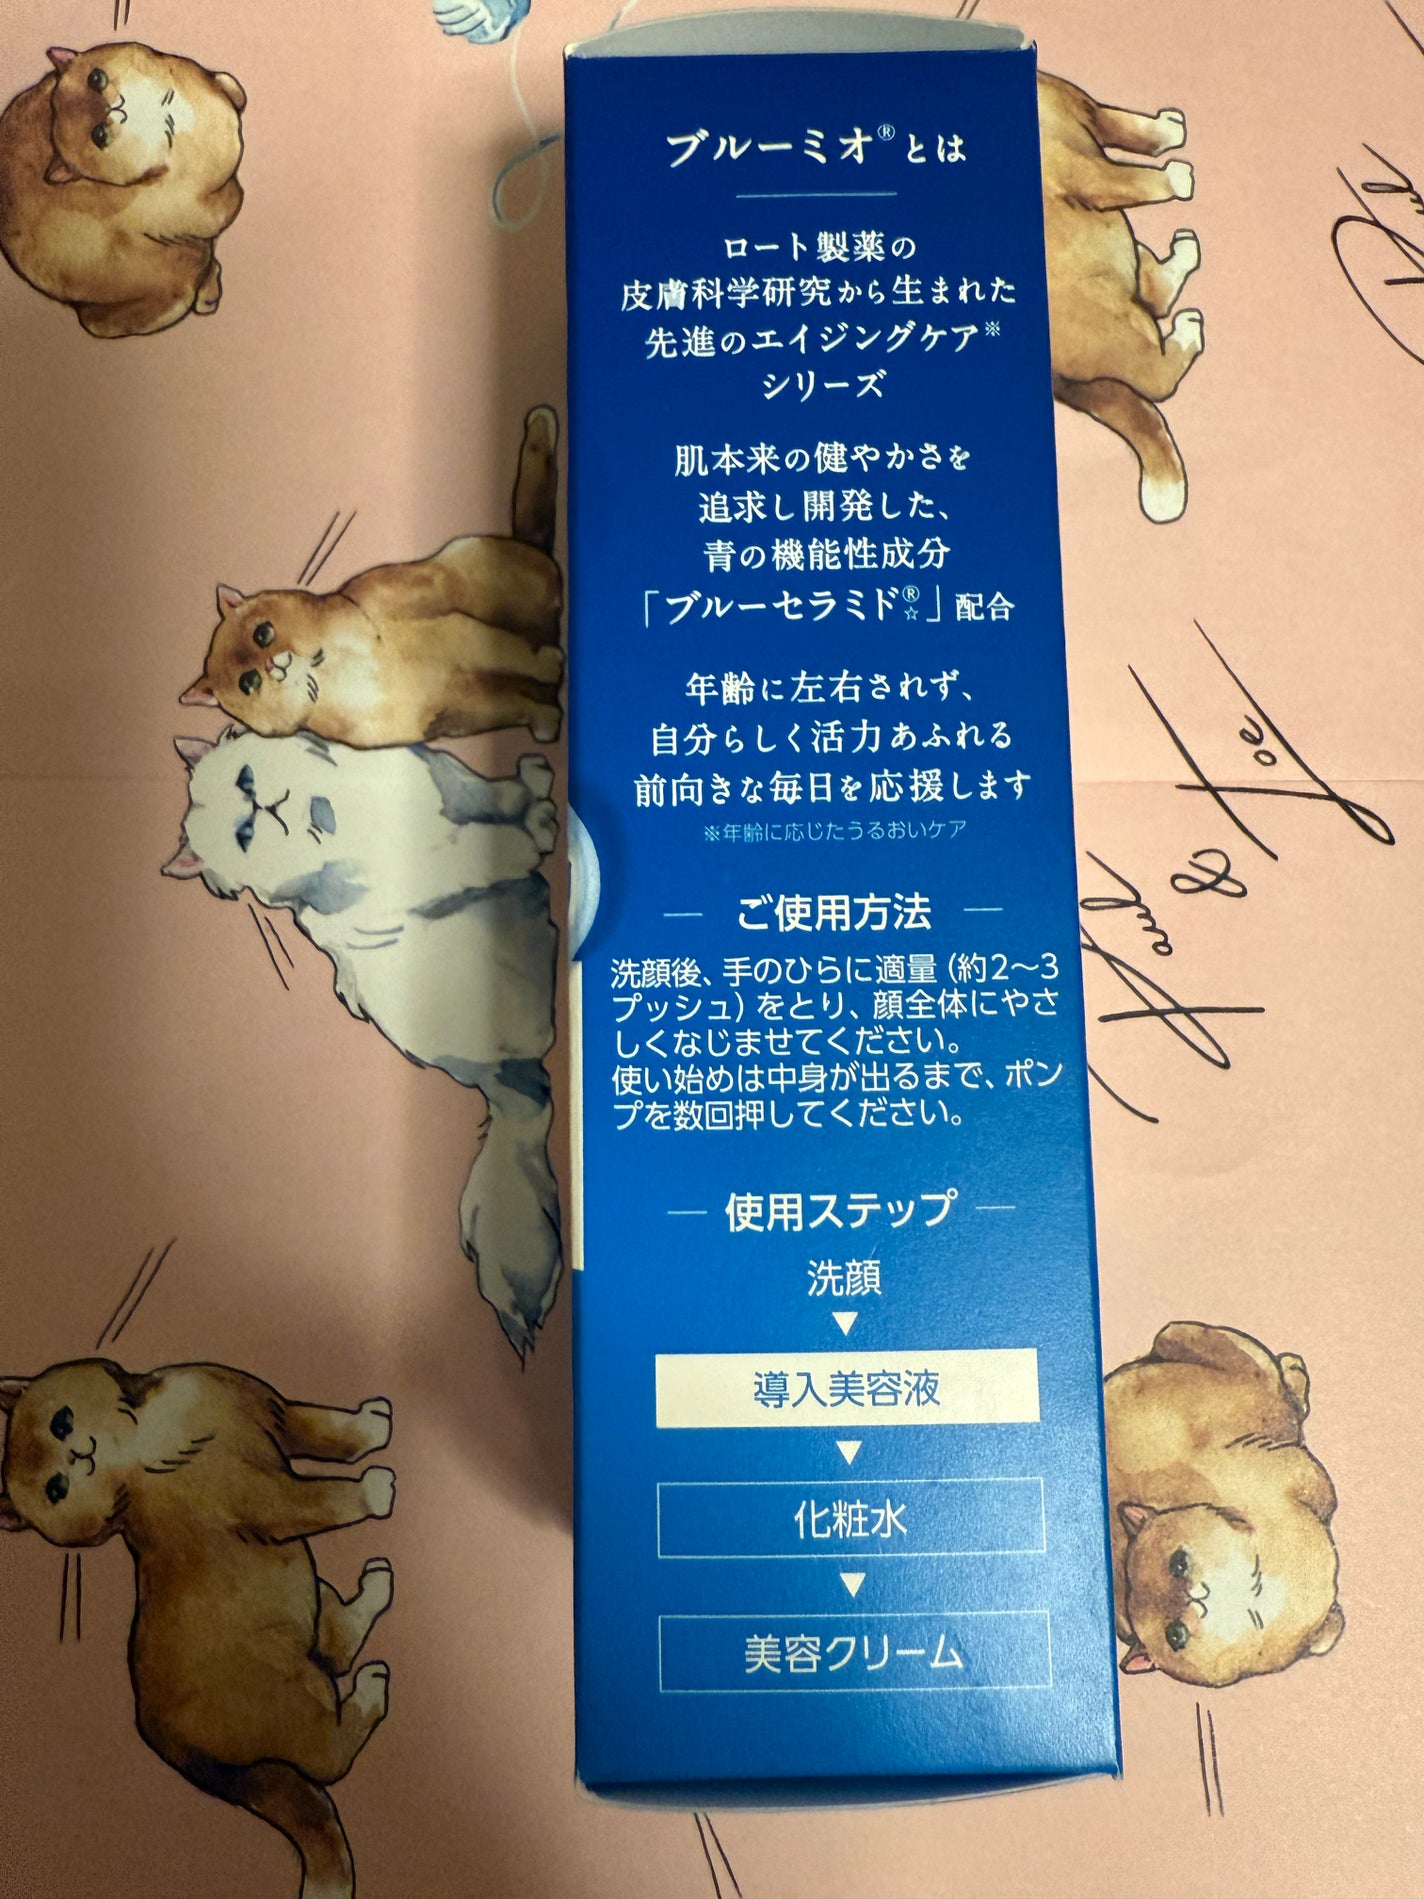 ブルーミオ®とは
ロート製薬の
皮膚科学研究から生まれた
先進のエイジングケア※
シリーズ
肌本来の健やかさを
追求し開発した、
青の機能性成分
「ブルーセラミド®☆」配合
年齢に左右されず、
自分らしく活力あふれる
前向きな毎日を応援します
※年齢に応じたうるおいケア
ご使用方法
洗顔後、手のひらに適量（約2〜3
プッシュ）をとり、顔全体にやさ
しくなじませてください。
使い始めは中身が出るまで、ポン
プを数回押してください。
使用ステップ
洗顔
▼
導入美容液
▼
化粧水
▼
美容クリーム